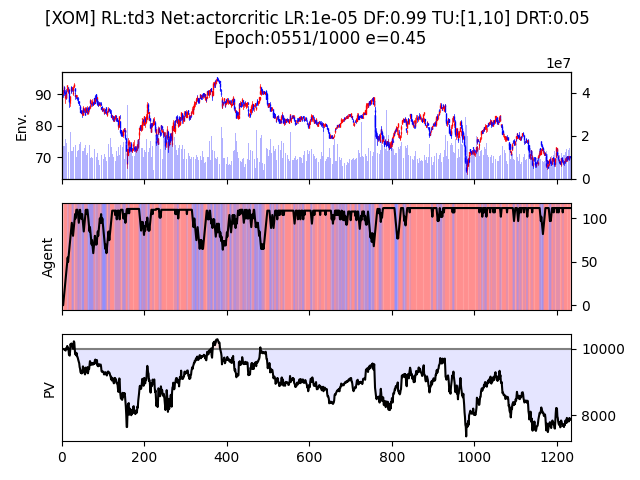 [XOM] RL:td3 Net:actorcritic LR:1e-05 DF:0.99 TU:[1,10] DRT:0.05
Epoch:0551/1000 e=0.45
1e7
Env.
90
80
70
4
2
0
Agent
100
50
0
PV
10000
8000
0 200 400 600 800 1000 1200